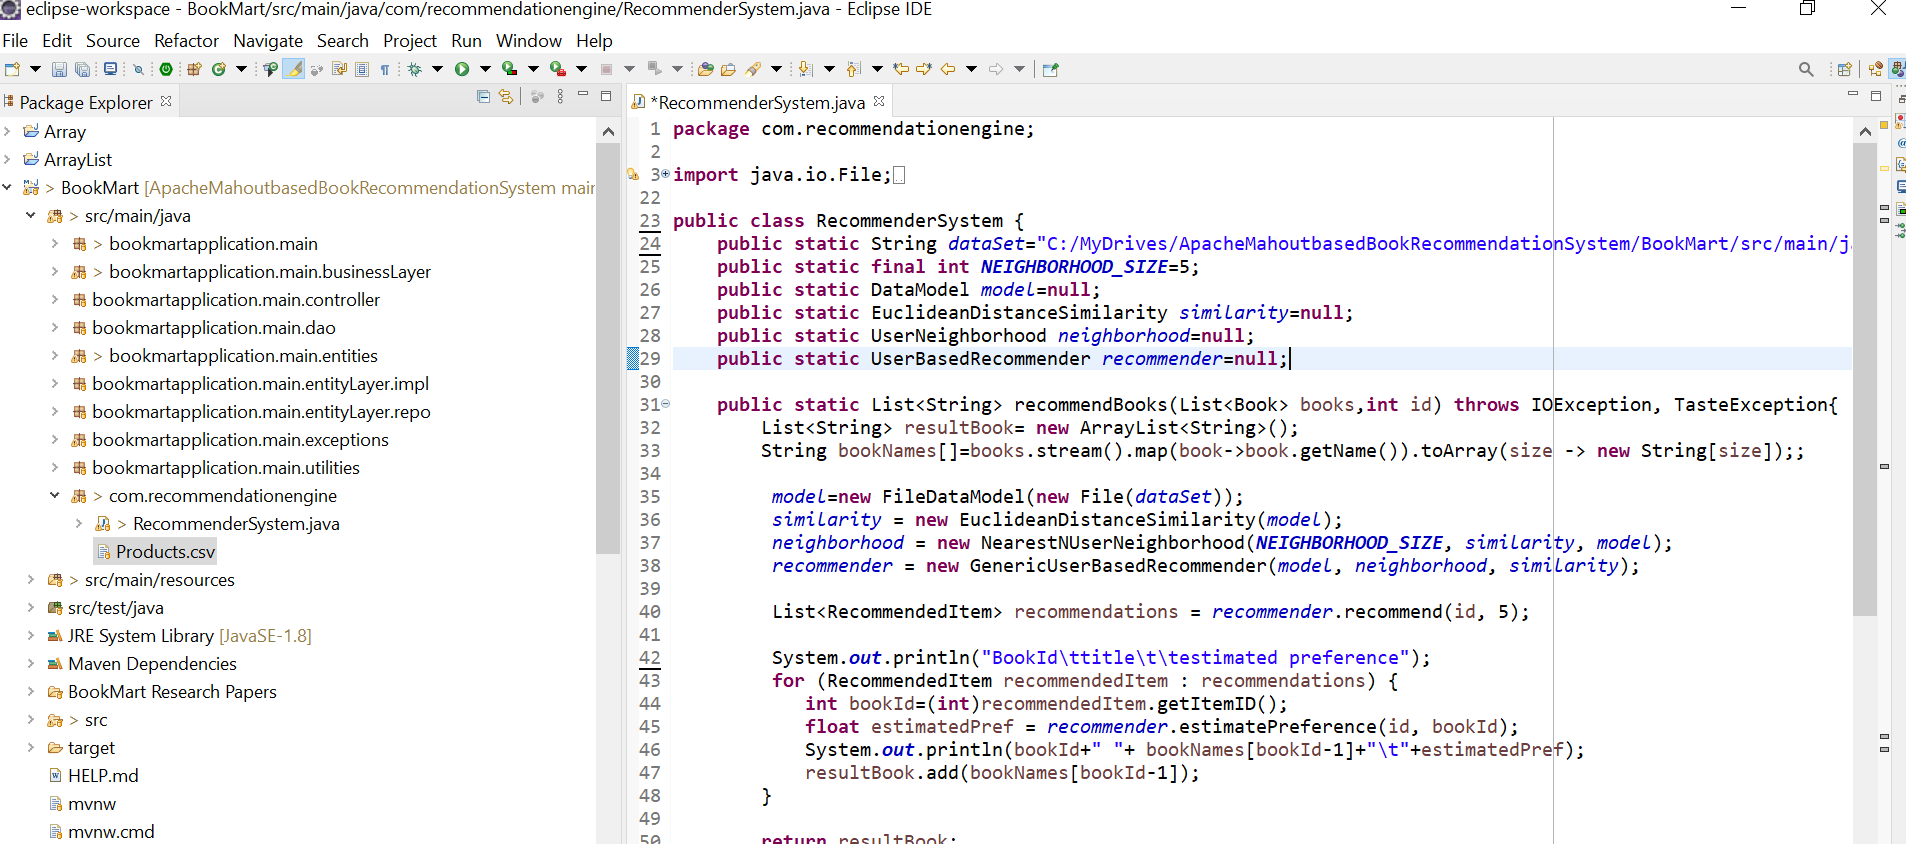 eclipse-workspace - BookMart/src/main/java/com/recommendationengine/RecommenderSystem.java - Eclipse IDE
File Edit Source Refactor Navigate Search Project Run Window Help
Package Explorer
Array
ArrayList
> BookMart [ApacheMahoutbasedBookRecommendationSystem main
> src/main/java
> bookmartapplication.main
> bookmartapplication.main.businessLayer
bookmartapplication.main.controller
bookmartapplication.main.dao
> bookmartapplication.main.entities
bookmartapplication.main.entityLayer.impl
bookmartapplication.main.entityLayer.repo
bookmartapplication.main.exceptions
bookmartapplication.main.utilities
> com.recommendationengine
> RecommenderSystem.java
Products.csv
> src/main/resources
src/test/java
JRE System Library [JavaSE-1.8]
Maven Dependencies
BookMart Research Papers
> src
target
HELP.md
mvnw
mvnw.cmd
*RecommenderSystem.java
1 package com.recommendationengine;
2
3 import java.io.File;
22
23 public class RecommenderSystem {
24 public static String dataSet="C:/MyDrives/ApacheMahoutbasedBookRecommendationSystem/BookMart/src/main/j
25 public static final int NEIGHBORHOOD_SIZE=5;
26 public static DataModel model=null;
27 public static EuclideanDistanceSimilarity similarity=null;
28 public static UserNeighborhood neighborhood=null;
29 public static UserBasedRecommender recommender=null;
30
31 public static List<String> recommendBooks(List<Book> books,int id) throws IOException, TasteException{
32 List<String> resultBook= new ArrayList<String>();
33 String bookNames[]=books.stream().map(book->book.getName()).toArray(size -> new String[size]);;
34
35 model=new FileDataModel(new File(dataSet));
36 similarity = new EuclideanDistanceSimilarity(model);
37 neighborhood = new NearestNUserNeighborhood(NEIGHBORHOOD_SIZE, similarity, model);
38 recommender = new GenericUserBasedRecommender(model, neighborhood, similarity);
39
40 List<RecommendedItem> recommendations = recommender.recommend(id, 5);
41
42 System.out.println("BookId\ttitle\t\testimated preference");
43 for (RecommendedItem recommendedItem : recommendations) {
44 int bookId=(int)recommendedItem.getItemID();
45 float estimatedPref = recommender.estimatePreference(id, bookId);
46 System.out.println(bookId+" "+ bookNames[bookId-1]+"\t"+estimatedPref);
47 resultBook.add(bookNames[bookId-1]);
48 }
49
50 return resultBook;